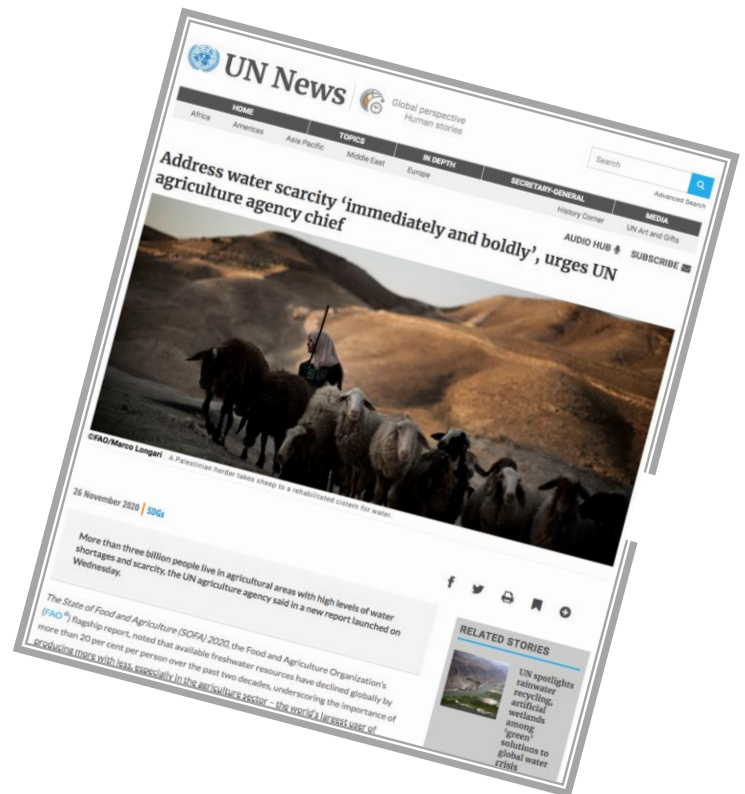 UN News
Global perspective
Human stories
Search
Advanced Search
HOME
TOPICS
IN DEPTH
SECRETARY-GENERAL
MEDIA
Africa
Americas
Asia Pacific
Middle East
Europe
History Corner
UN Art and Gifts
AUDIO HUB
SUBSCRIBE
Address water scarcity ‘immediately and boldly’, urges UN
agriculture agency chief
©FAO/Marco Longari | A Palestinian herder takes sheep to a rehabilitated cistern for water.
26 November 2020 | SDGs
More than three billion people live in agricultural areas with high levels of water
shortages and scarcity, the UN agriculture agency said in a new report launched on
Wednesday.
The State of Food and Agriculture (SOFA) 2020, the Food and Agriculture Organization’s
(FAO) flagship report, noted that available freshwater resources have declined globally by
more than 20 per cent per person over the past two decades, underscoring the importance of
producing more with less, especially in the agriculture sector – the world’s largest user of
RELATED STORIES
UN spotlights
rainwater
recycling,
artificial
wetlands
among
‘green’
solutions to
global water
crisis